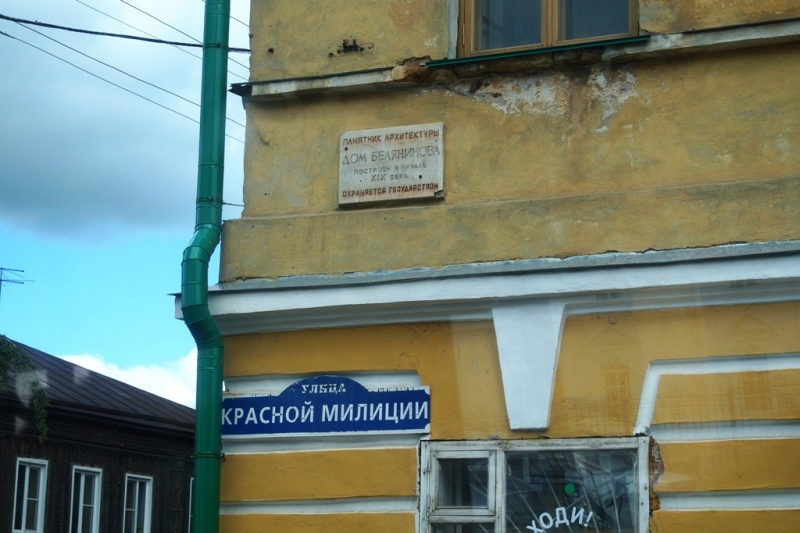 ПАМЯТНИК АРХИТЕКТУРЫ
ДОМ БЕЛЯНИНОВА
ПОСТРОЕН В НАЧАЛЕ
XIX ВЕКА
ОХРАНЯЕТСЯ ГОСУДАРСТВОМ
УЛИЦА
КРАСНОЙ МИЛИЦИИ
ХОДИ!